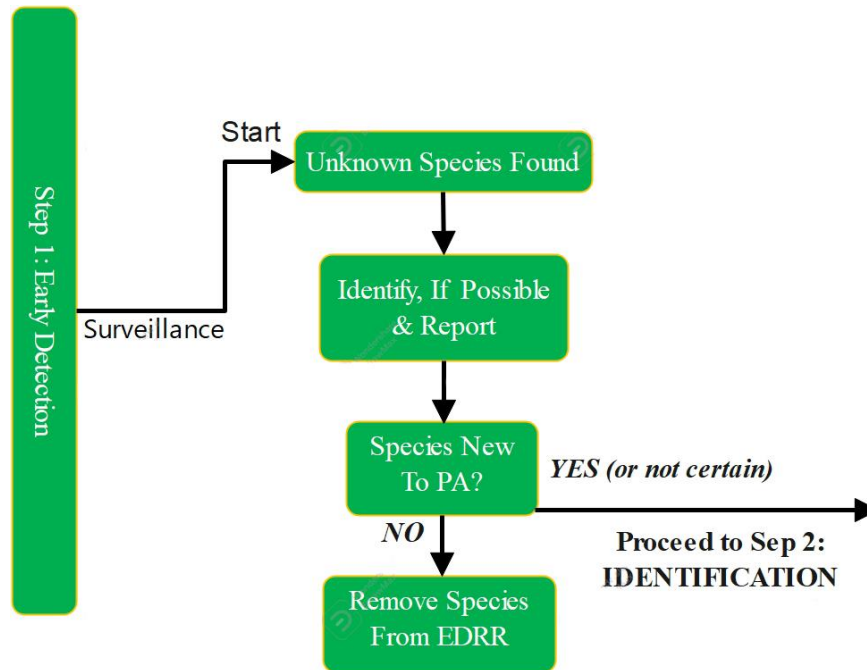 Step 1: Early Detection
Surveillance
Start
Unknown Species Found
Identify, If Possible
& Report
Species New
To PA?
YES (or not certain)
Proceed to Sep 2:
IDENTIFICATION
NO
Remove Species
From EDRR